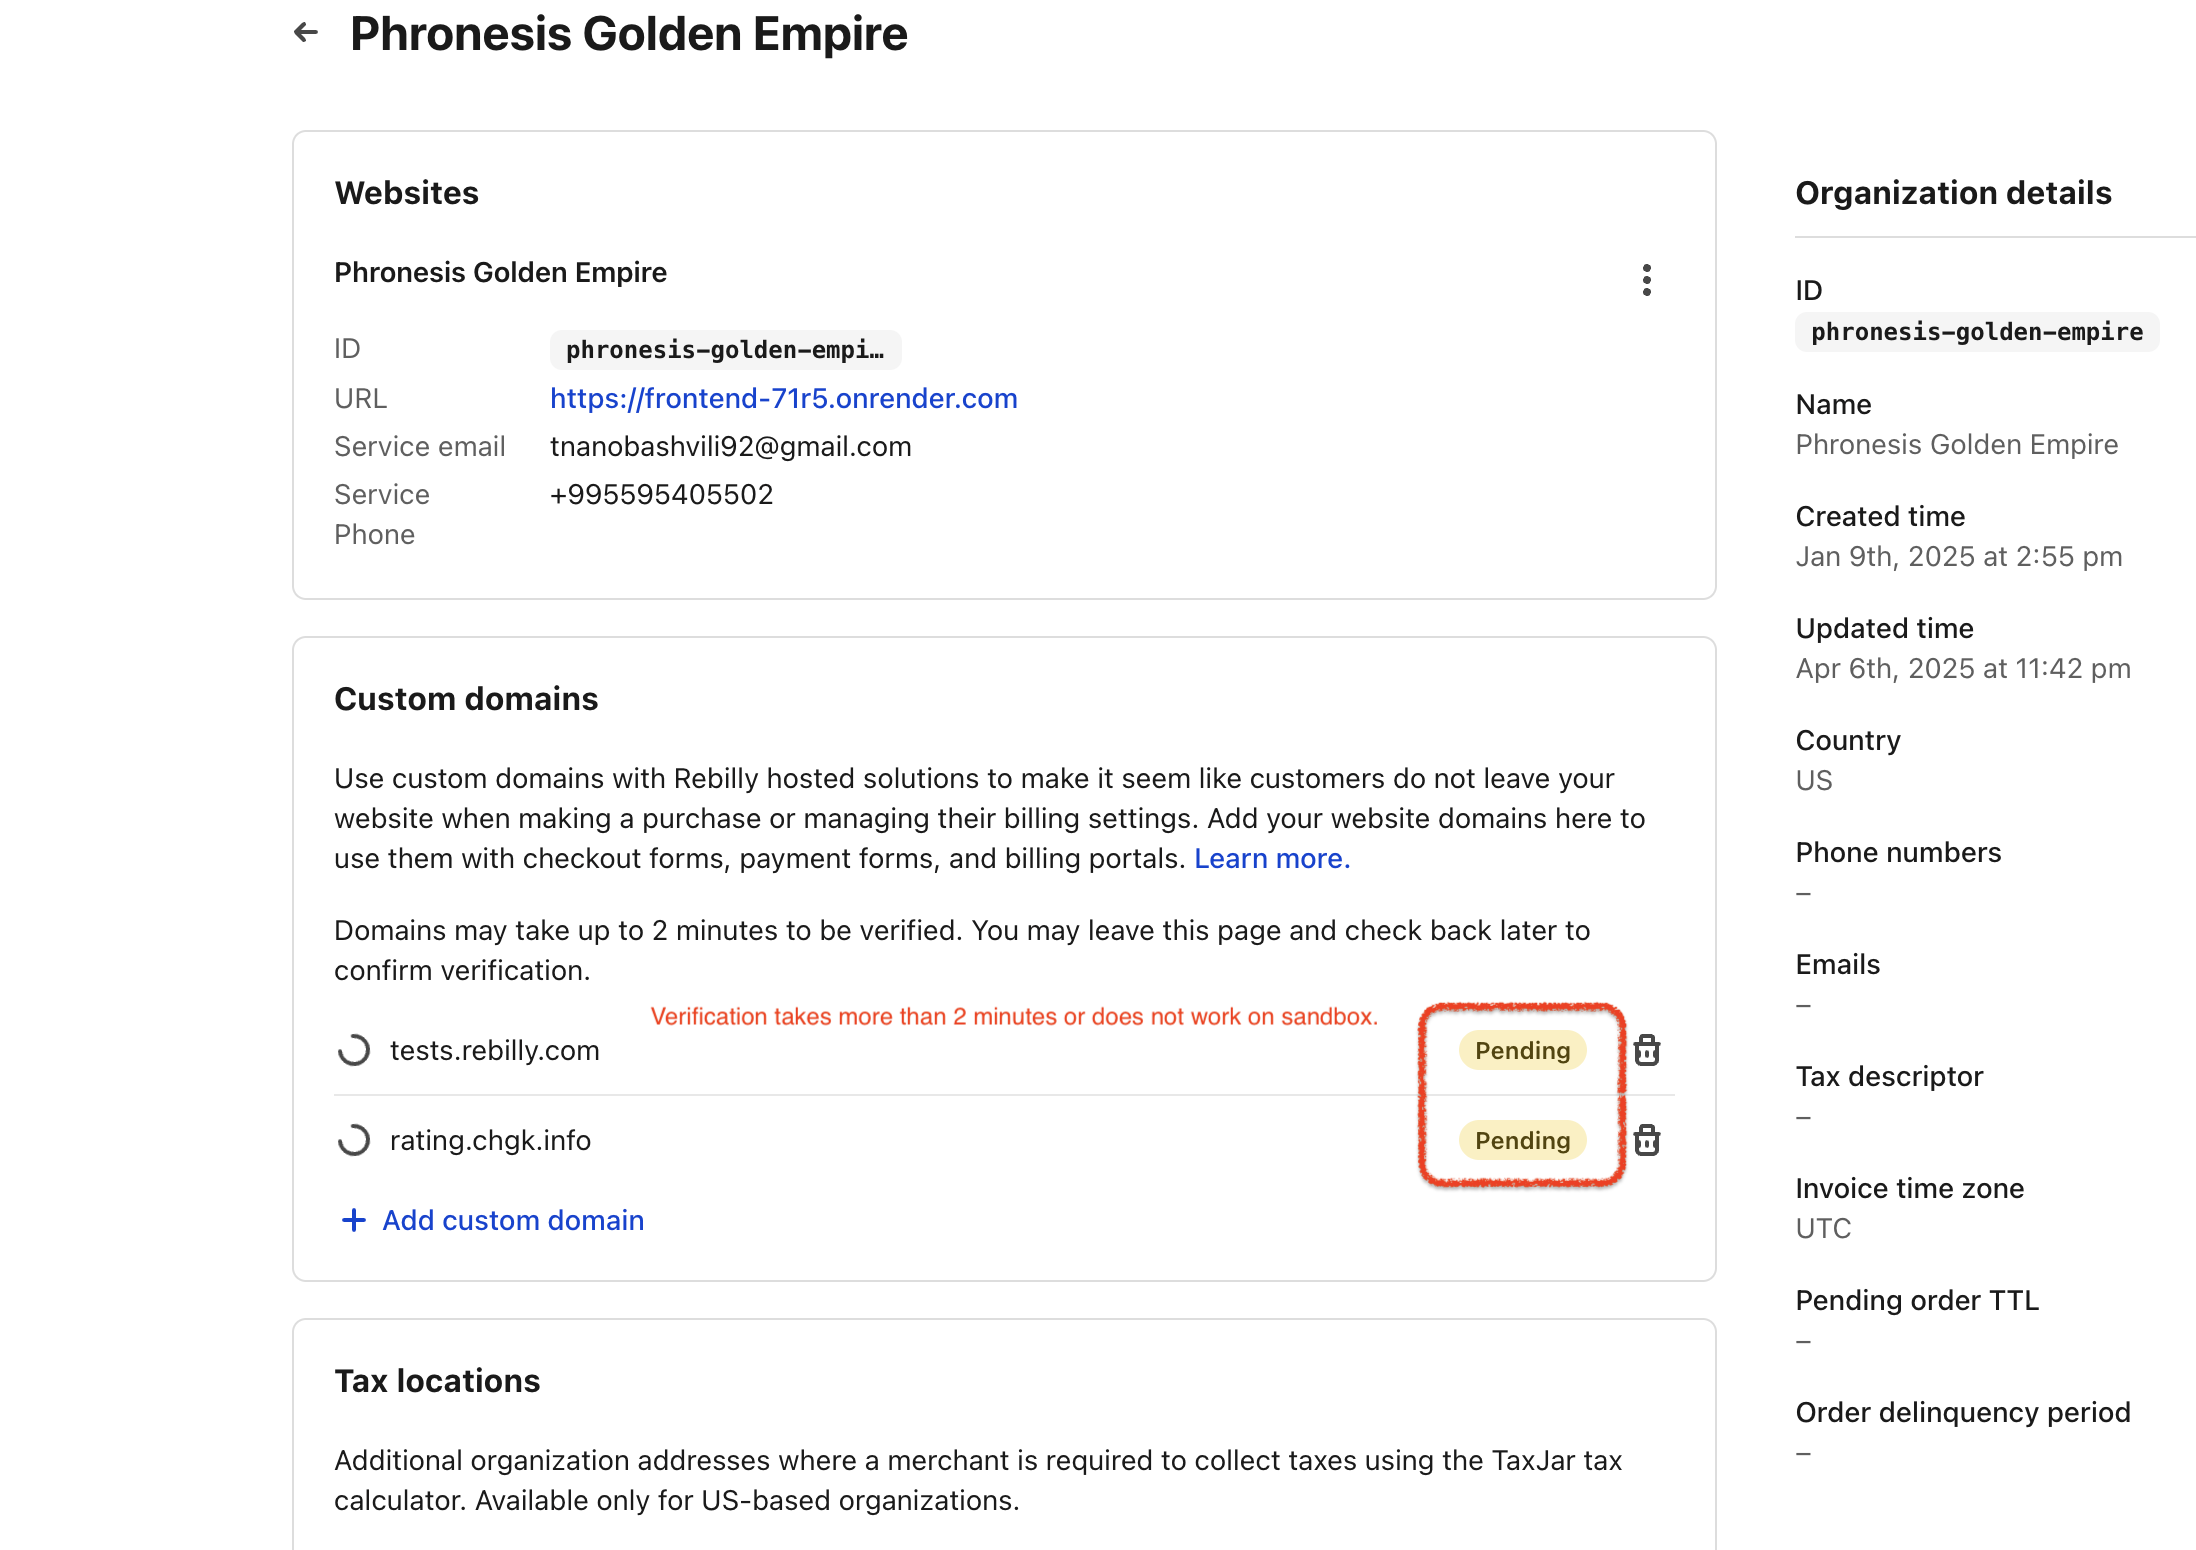 Phronesis Golden Empire
Websites
Phronesis Golden Empire
ID
phronesis-golden-empi…
URL
https://frontend-71r5.onrender.com
Service email
tnanobashvili92@gmail.com
Service
Phone
+995595405502
Custom domains
Use custom domains with Rebilly hosted solutions to make it seem like customers do not leave your
website when making a purchase or managing their billing settings. Add your website domains here to
use them with checkout forms, payment forms, and billing portals. Learn more.
Domains may take up to 2 minutes to be verified. You may leave this page and check back later to
confirm verification.
Verification takes more than 2 minutes or does not work on sandbox.
tests.rebilly.com
Pending
rating.chgk.info
Pending
+ Add custom domain
Tax locations
Additional organization addresses where a merchant is required to collect taxes using the TaxJar tax
calculator. Available only for US-based organizations.
Organization details
ID
phronesis-golden-empire
Name
Phronesis Golden Empire
Created time
Jan 9th, 2025 at 2:55 pm
Updated time
Apr 6th, 2025 at 11:42 pm
Country
US
Phone numbers
–
Emails
–
Tax descriptor
–
Invoice time zone
UTC
Pending order TTL
–
Order delinquency period
–